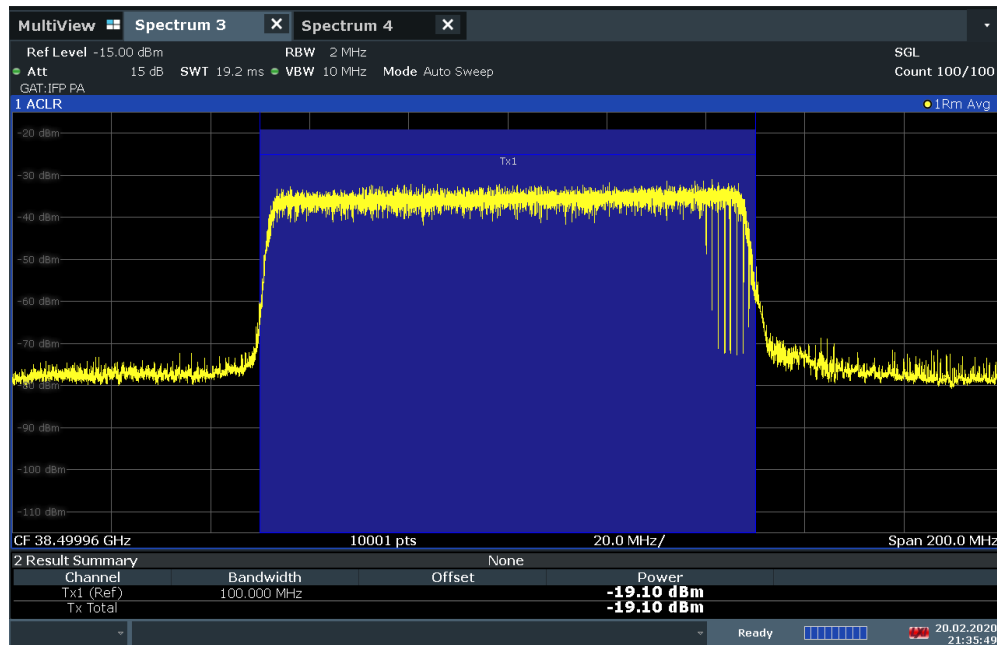 MultiView Spectrum 3 X Spectrum 4 X
Ref Level -15.00 dBm RBW 2 MHz SGL
Att 15 dB SWT 19.2 ms VBW 10 MHz Mode Auto Sweep Count 100/100
GAT:IFP PA
1 ACLR 1Rm Avg
-20 dBm
Tx1
-30 dBm
-40 dBm
-50 dBm
-60 dBm
-70 dBm
-80 dBm
-90 dBm
-100 dBm
-110 dBm
CF 38.49996 GHz 10001 pts 20.0 MHz/ Span 200.0 MHz
2 Result Summary None
Channel Bandwidth Offset Power
Tx1 (Ref) 100.000 MHz -19.10 dBm
Tx Total -19.10 dBm
Ready 20.02.2020
21:35:49